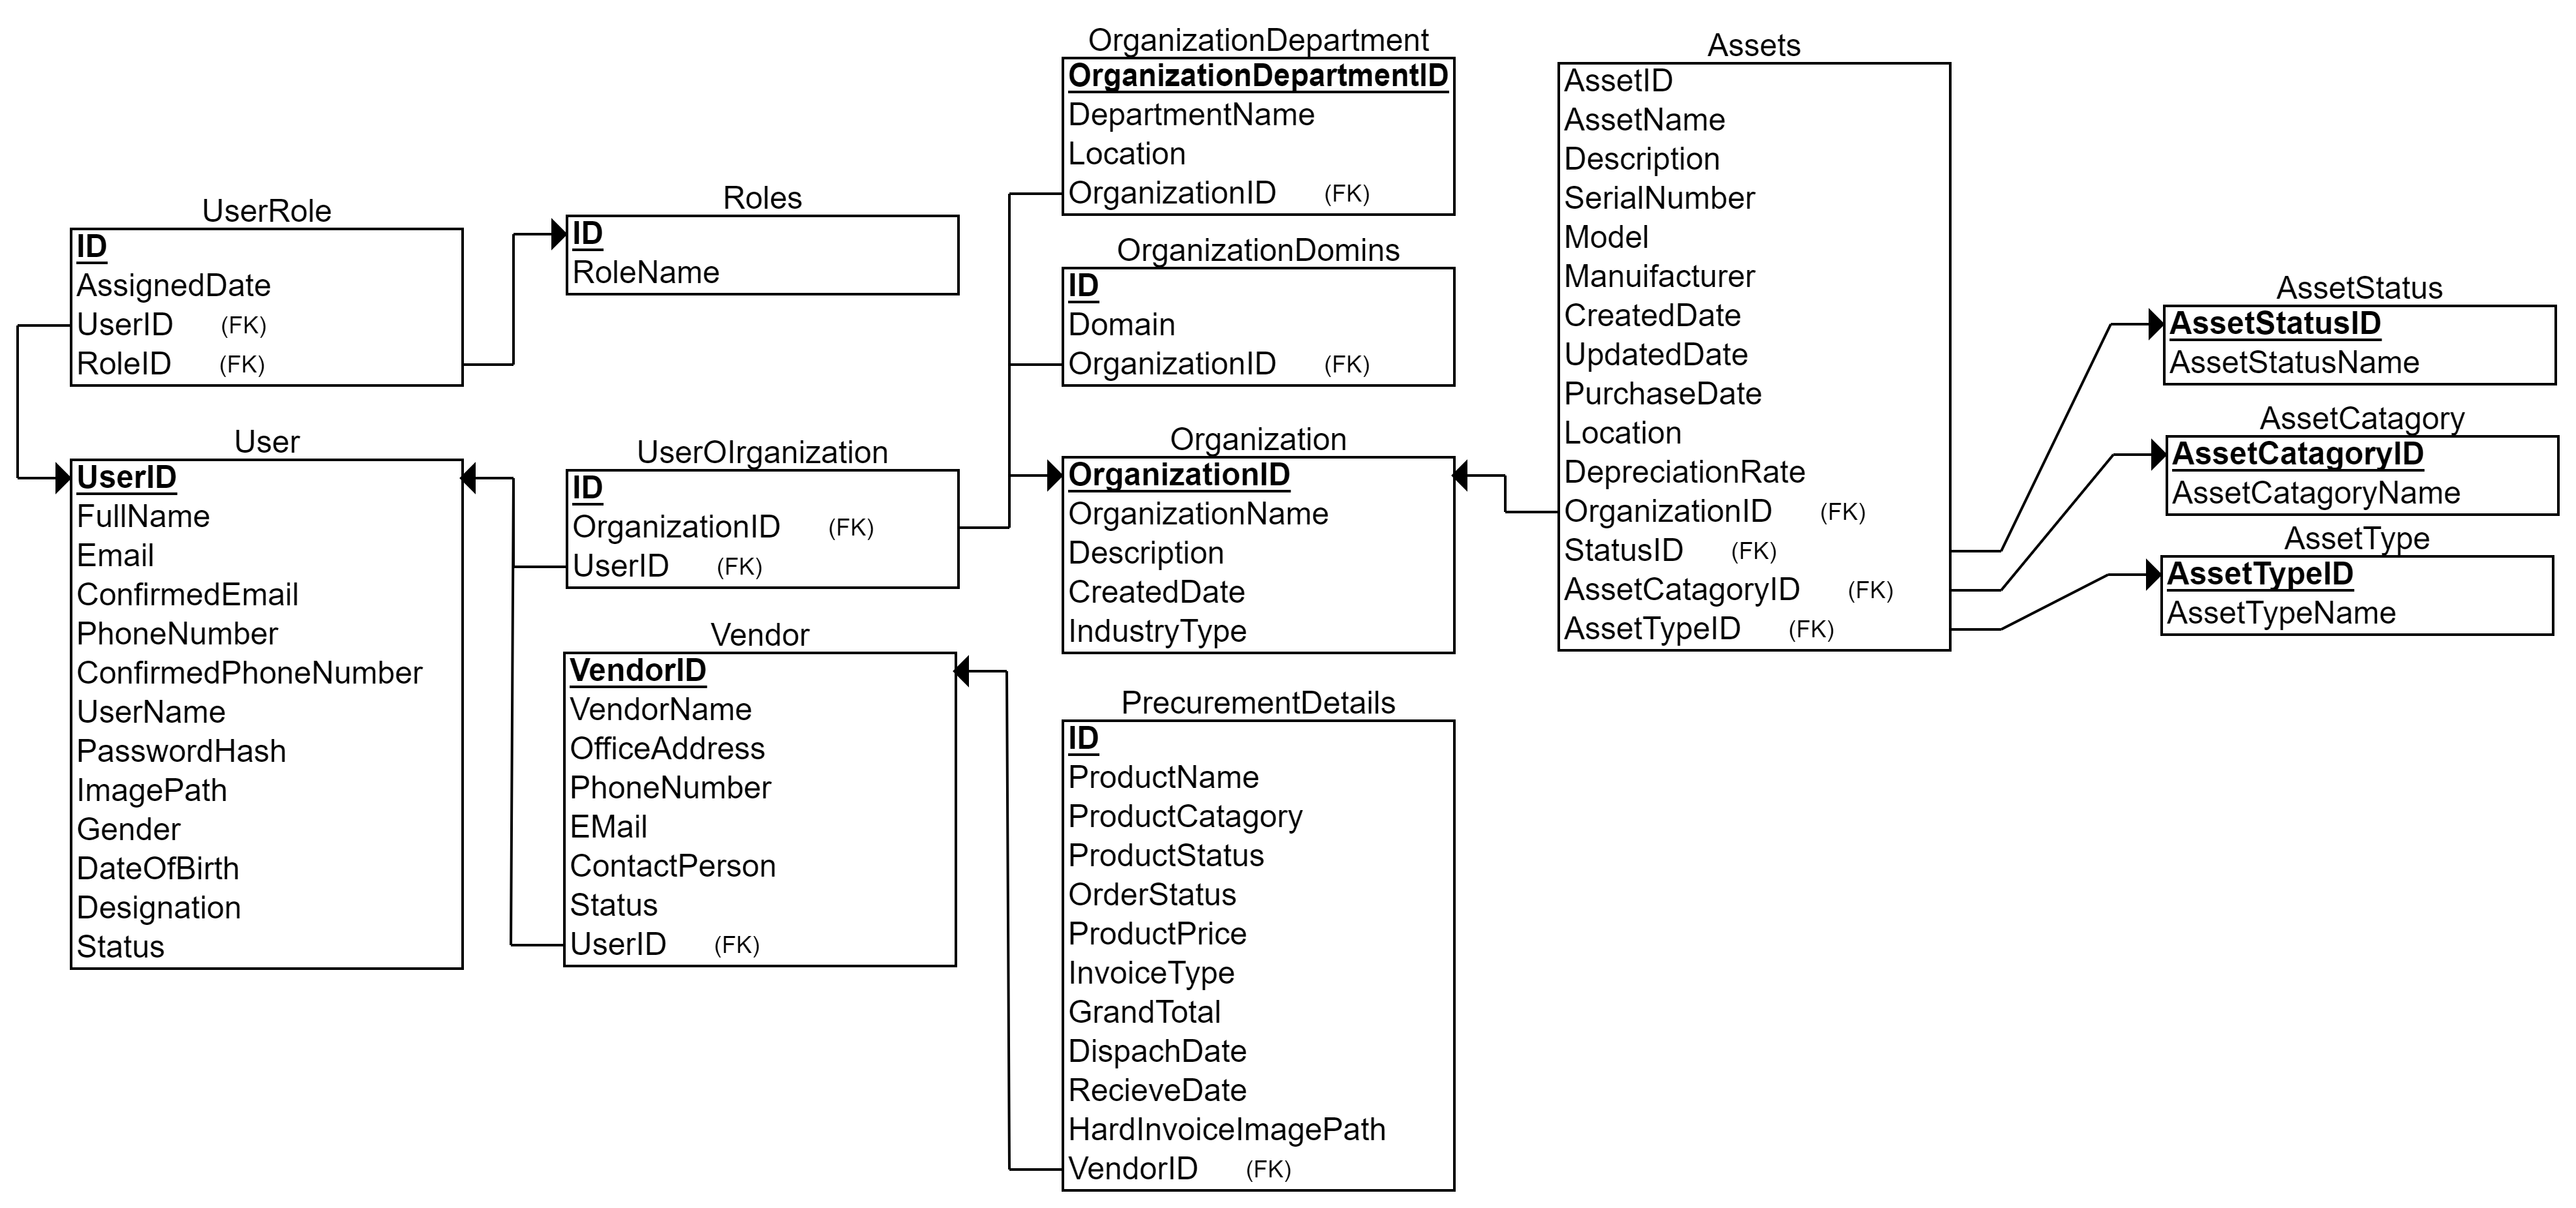 UserRole
ID
AssignedDate
UserID (FK)
RoleID (FK)
User
UserID
FullName
Email
ConfirmedEmail
PhoneNumber
ConfirmedPhoneNumber
UserName
PasswordHash
ImagePath
Gender
DateOfBirth
Designation
Status
Roles
ID
RoleName
UserOIrganization
ID
OrganizationID (FK)
UserID (FK)
Vendor
VendorID
VendorName
OfficeAddress
PhoneNumber
EMail
ContactPerson
Status
UserID (FK)
OrganizationDepartment
OrganizationDepartmentID
DepartmentName
Location
OrganizationID (FK)
OrganizationDomins
ID
Domain
OrganizationID (FK)
Organization
OrganizationID
OrganizationName
Description
CreatedDate
IndustryType
PrecurementDetails
ID
ProductName
ProductCatagory
ProductStatus
OrderStatus
ProductPrice
InvoiceType
GrandTotal
DispachDate
RecieveDate
HardInvoiceImagePath
VendorID (FK)
Assets
AssetID
AssetName
Description
SerialNumber
Model
Manuifacturer
CreatedDate
UpdatedDate
PurchaseDate
Location
DepreciationRate
OrganizationID (FK)
StatusID (FK)
AssetCatagoryID (FK)
AssetTypeID (FK)
AssetStatus
AssetStatusID
AssetStatusName
AssetCatagory
AssetCatagoryID
AssetCatagoryName
AssetType
AssetTypeID
AssetTypeName